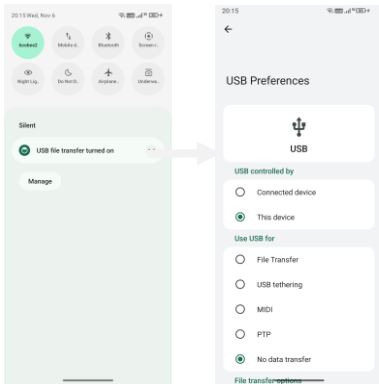 20:15 Wed, Nov 6
koobee2
Mobile d..
Bluetooth
Screen r..
Night Lig..
Do Not D..
Airplane..
Underwa..
Silent
USB file transfer turned on
Manage
20:15
USB Preferences
USB
USB controlled by
Connected device
This device
Use USB for
File Transfer
USB tethering
MIDI
PTP
No data transfer
File transfer options